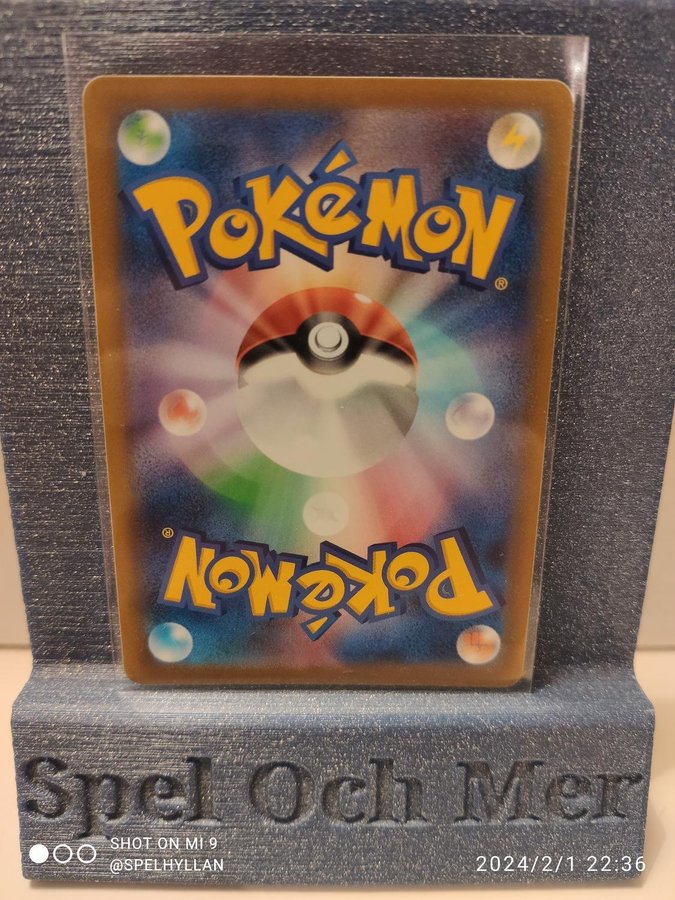 POKéMON
®
®
POKéMON
Spel Och Mer
SHOT ON MI 9
@SPELHYLLAN
2024/2/1 22:36